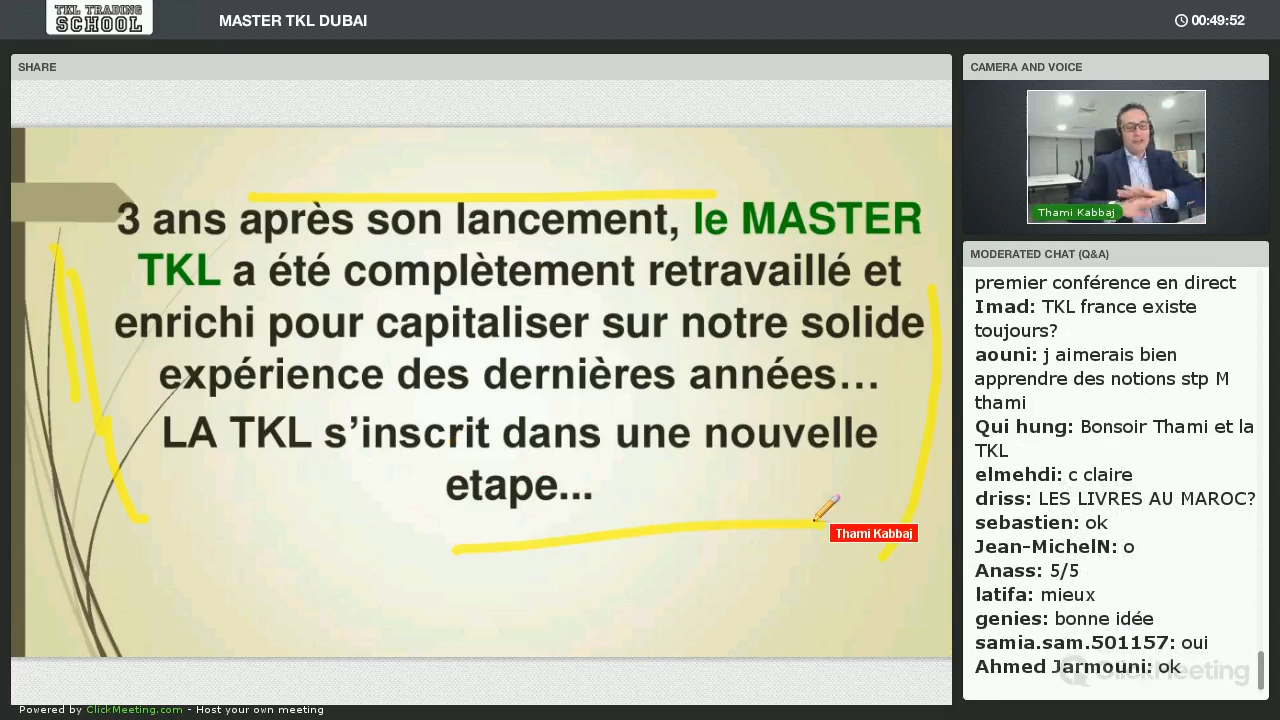 TKL TRADING
SCHOOL
MASTER TKL DUBAI
00:49:52
SHARE
3 ans après son lancement, le MASTER
TKL a été complètement retravaillé et
enrichi pour capitaliser sur notre solide
expérience des dernières années…
LA TKL s’inscrit dans une nouvelle
etape...
Thami Kabbaj
CAMERA AND VOICE
Thami Kabbaj
MODERATED CHAT (Q&A)
premier conférence en direct
Imad: TKL france existe
toujours?
aouni: j aimerais bien
apprendre des notions stp M
thami
Qui hung: Bonsoir Thami et la
TKL
elmehdi: c claire
driss: LES LIVRES AU MAROC?
sebastien: ok
Jean-MichelN: o
Anass: 5/5
latifa: mieux
genies: bonne idée
samia.sam.501157: oui
Ahmed Jarmouni: ok
ClickMeeting
Powered by ClickMeeting.com - Host your own meeting